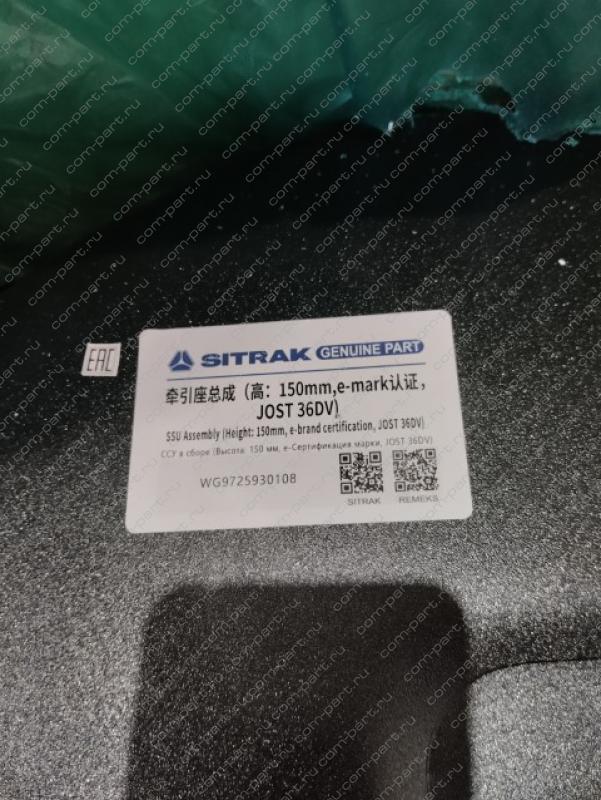 SITRAK GENUINE PART
EAC
牵引座总成（高：150mm,e-mark认证，
JOST 36DV)
SSU Assembly (Height: 150mm, e-brand certification, JOST 36DV)
ССУ в сборе (Высота: 150 мм, e-Сертификация марки, JOST 36DV)
WG9725930108
SITRAK REMEKS
com-part.ru